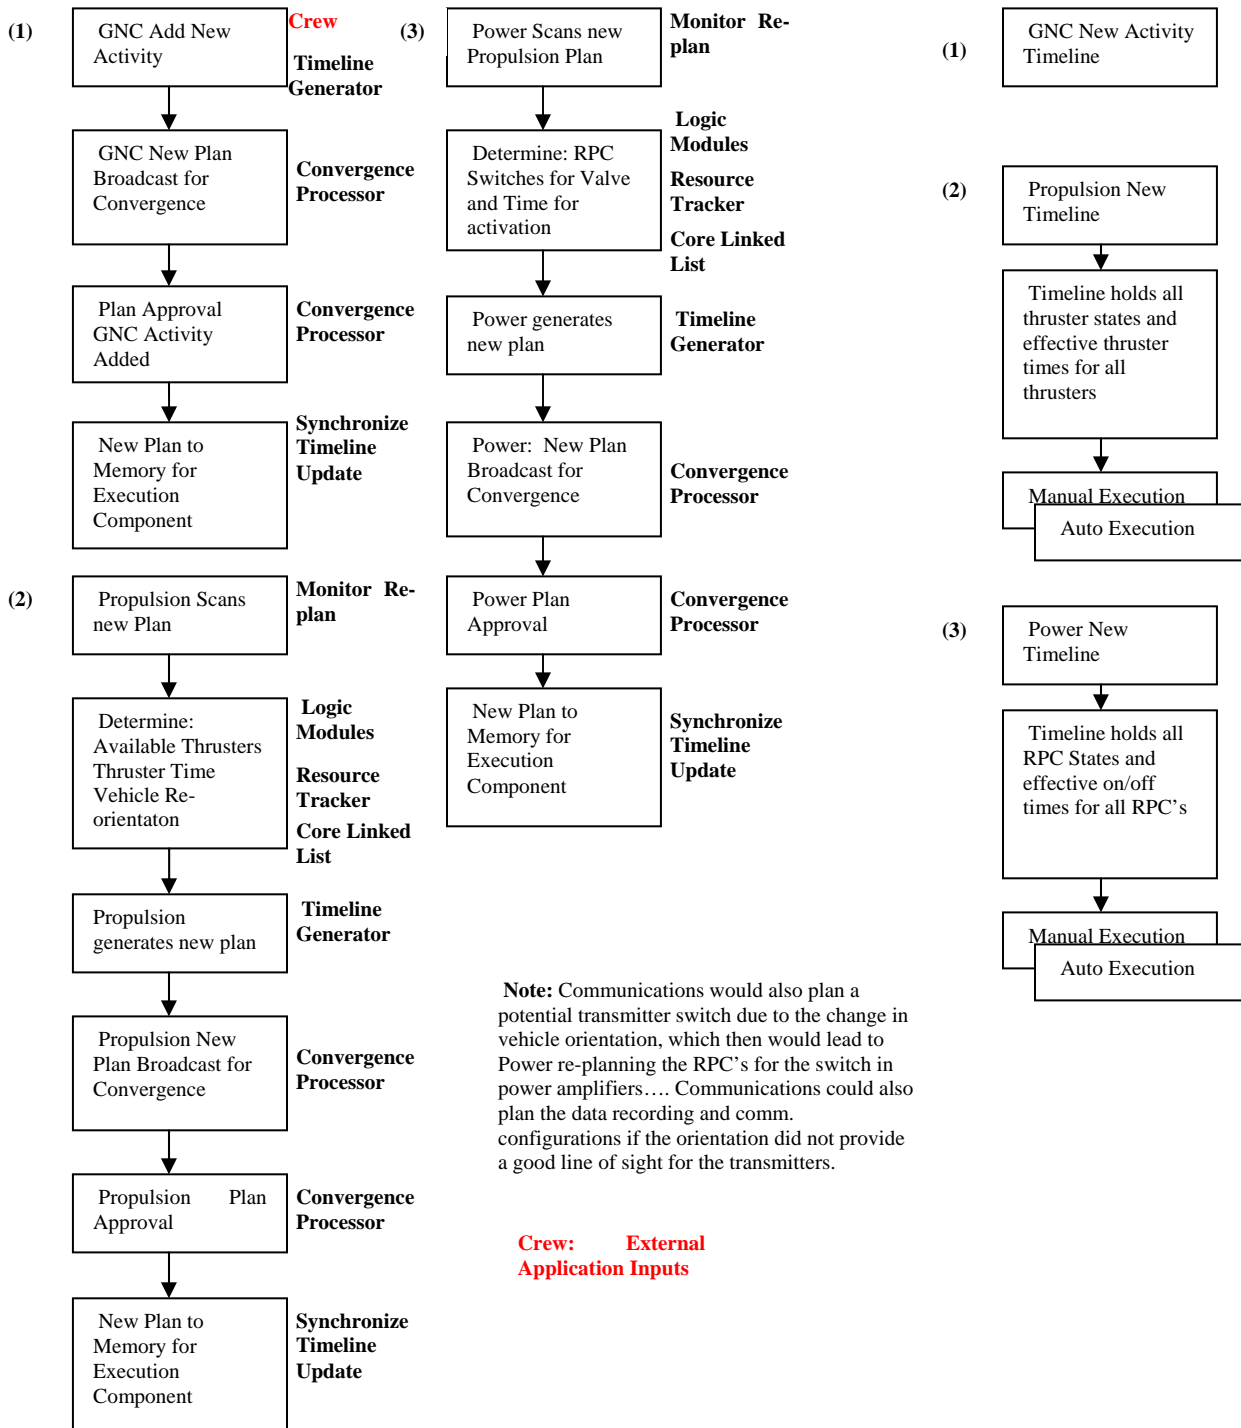 (1)
GNC Add New
Activity
Crew
Timeline
Generator
GNC New Plan
Broadcast for
Convergence
Convergence
Processor
Plan Approval
GNC Activity
Added
Convergence
Processor
New Plan to
Memory for
Execution
Component
Synchronize
Timeline
Update
(2)
Propulsion Scans
new Plan
Monitor Re-
plan
Determine:
Available Thrusters
Thruster Time
Vehicle Re-
orientaton
Logic
Modules
Resource
Tracker
Core Linked
List
Propulsion
generates new plan
Timeline
Generator
Propulsion New
Plan Broadcast for
Convergence
Convergence
Processor
Propulsion Plan
Approval
Convergence
Processor
New Plan to
Memory for
Execution
Component
Synchronize
Timeline
Update
(3)
Power Scans new
Propulsion Plan
Monitor Re-
plan
Determine: RPC
Switches for Valve
and Time for
activation
Logic
Modules
Resource
Tracker
Core Linked
List
Power generates
new plan
Timeline
Generator
Power: New Plan
Broadcast for
Convergence
Convergence
Processor
Power Plan
Approval
Convergence
Processor
New Plan to
Memory for
Execution
Component
Synchronize
Timeline
Update
Note: Communications would also plan a
potential transmitter switch due to the change in
vehicle orientation, which then would lead to
Power re-planning the RPC's for the switch in
power amplifiers…. Communications could also
plan the data recording and comm.
configurations if the orientation did not provide
a good line of sight for the transmitters.
Crew: External
Application Inputs
(1)
GNC New Activity
Timeline
(2)
Propulsion New
Timeline
Timeline holds all
thruster states and
effective thruster
times for all
thrusters
Manual Execution
Auto Execution
(3)
Power New
Timeline
Timeline holds all
RPC States and
effective on/off
times for all RPC's
Manual Execution
Auto Execution